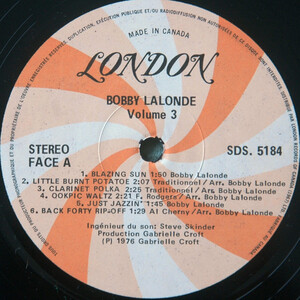 MADE IN CANADA
LONDON
BOBBY LALONDE
Volume 3
STEREO
FACE A
SDS. 5184
1. BLAZING SUN 1:50 Bobby Lalonde
2. LITTLE BURNT POTATOE 2:07 Traditionnel/Arr. Bobby Lalonde
3. CLARINET POLKA 2:25 Traditionnel/Arr. Bobby Lalonde
4. OOKPIC WALTZ 2:21 F. Rodgers/Arr. Bobby Lalonde
5. JUST JAZZIN' 1:45 Bobby Lalonde
6. BACK FORTY RIP-OFF 1:29 Al Cherny/Arr. Bobby Lalonde
Ingénieur du son: Steve Skinder
Production Gabrielle Croft
(P) 1976 Gabrielle Croft